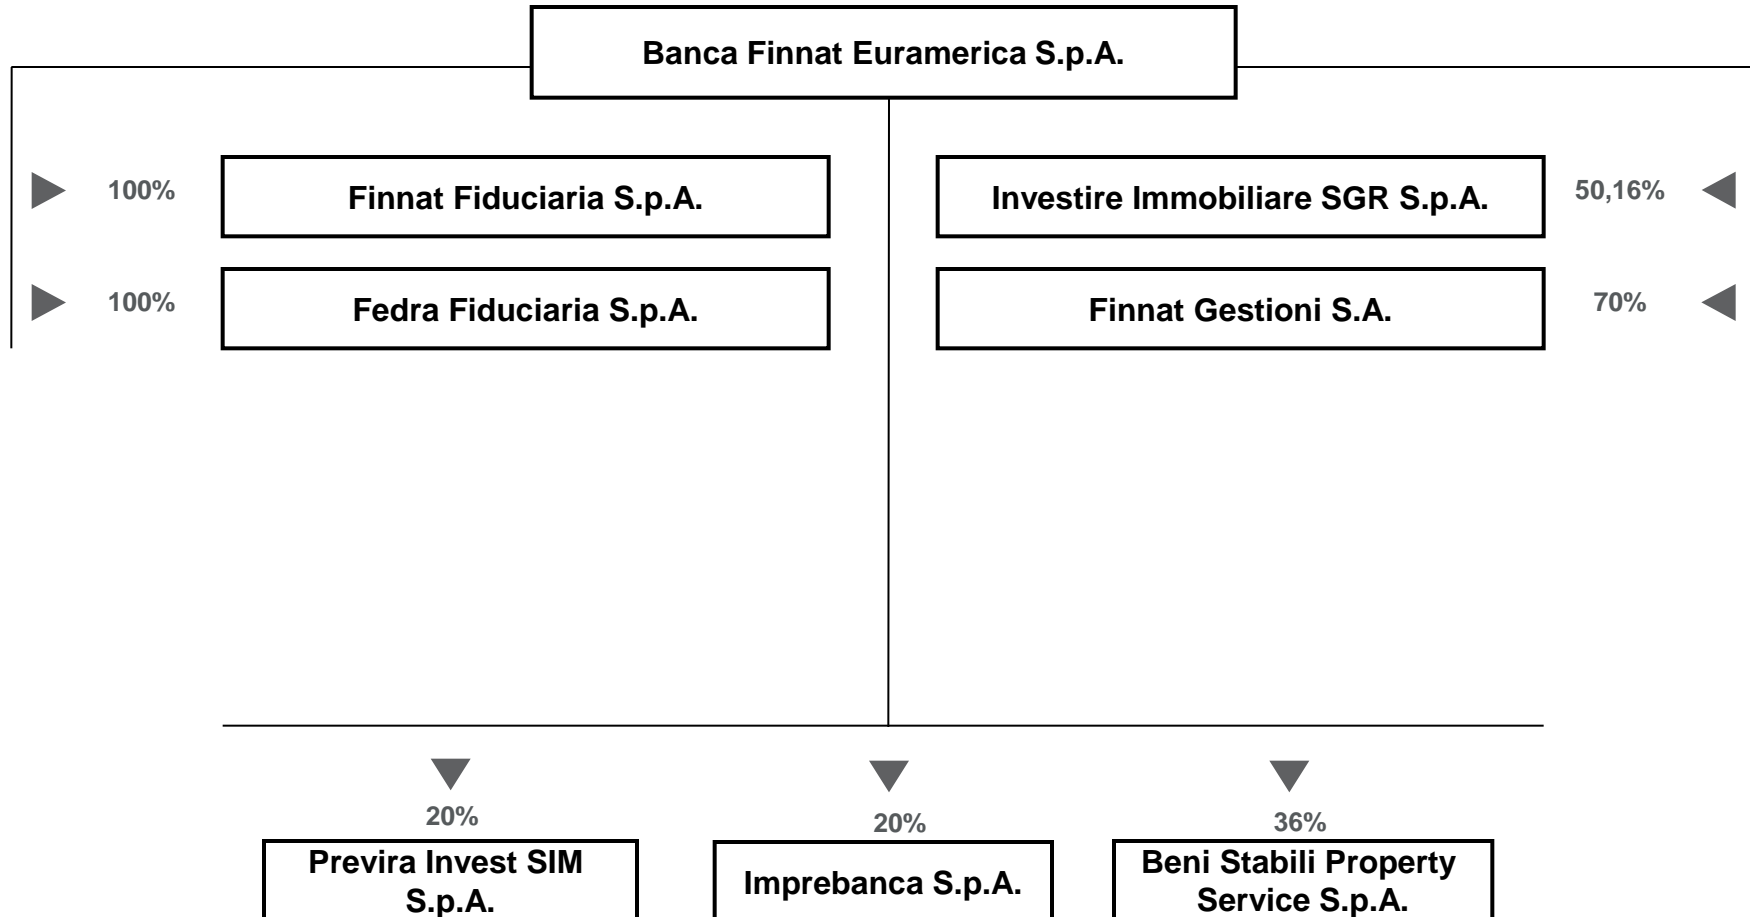 Banca Finnat Euramerica S.p.A.
100%
Finnat Fiduciaria S.p.A.
Investire Immobiliare SGR S.p.A.
50,16%
100%
Fedra Fiduciaria S.p.A.
Finnat Gestioni S.A.
70%
20%
Previra Invest SIM
S.p.A.
20%
Imprebanca S.p.A.
36%
Beni Stabili Property
Service S.p.A.